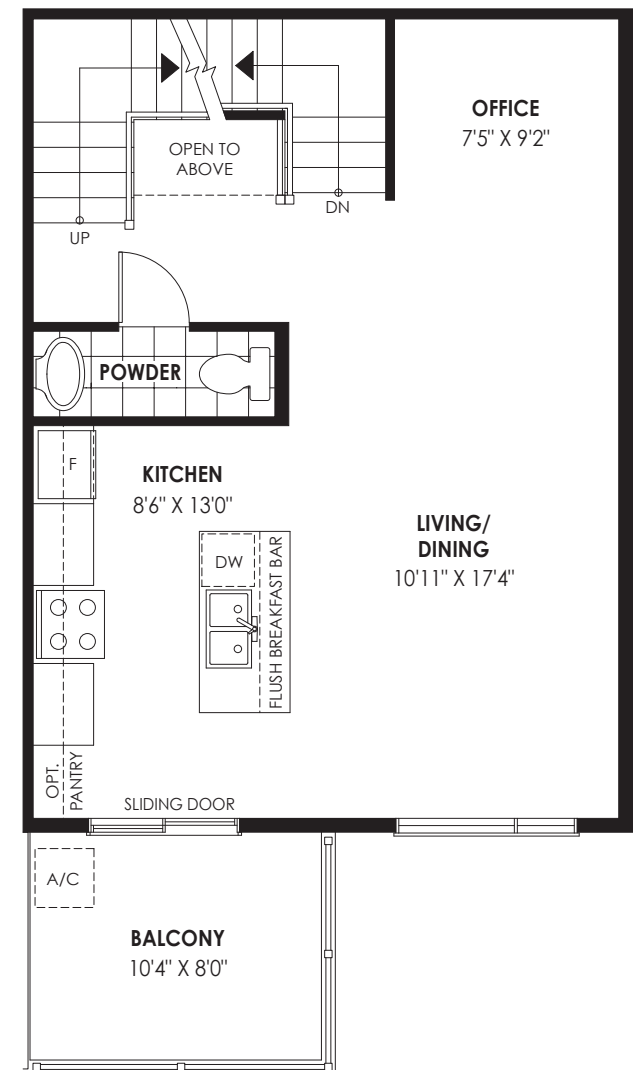 OFFICE
7'5" X 9'2"
OPEN TO
ABOVE
UP
DN
POWDER
F
KITCHEN
8'6" X 13'0"
DW
FLUSH BREAKFAST BAR
LIVING/
DINING
10'11" X 17'4"
OPT.
PANTRY
SLIDING DOOR
A/C
BALCONY
10'4" X 8'0"